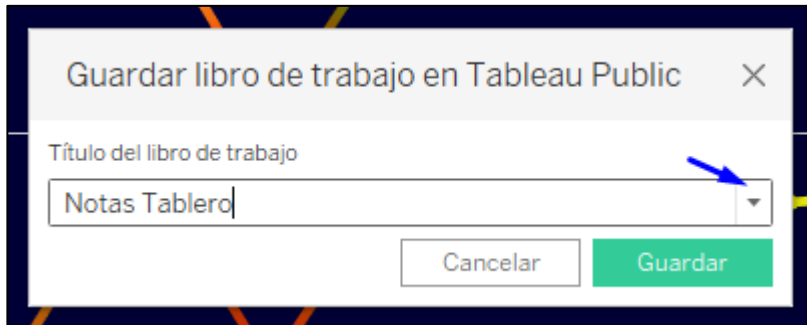 Guardar libro de trabajo en Tableau Public
Título del libro de trabajo
Notas Tablero
Cancelar
Guardar